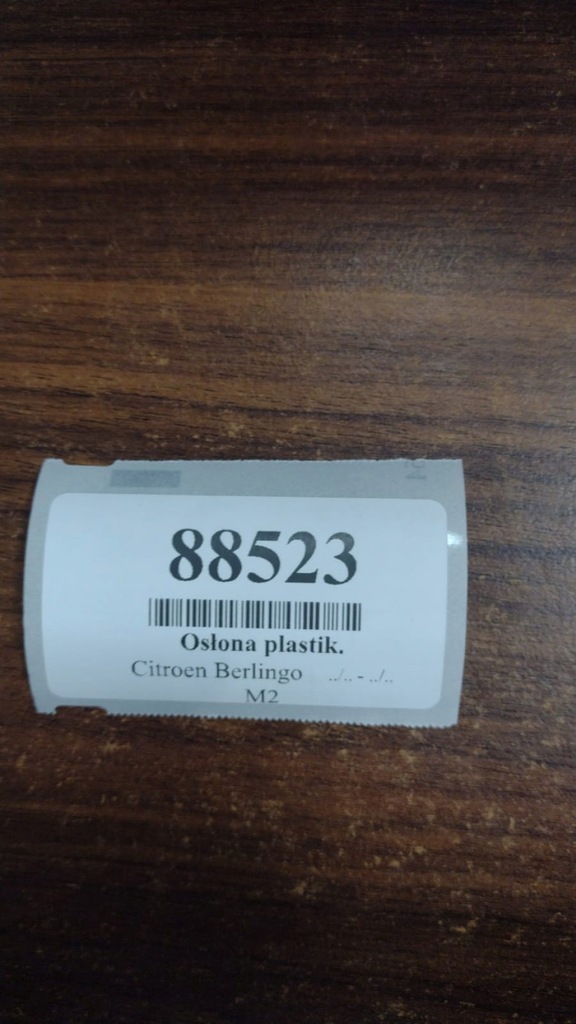 88523
Osłona plastik.
Citroen Berlingo ../.. - ../..
M2